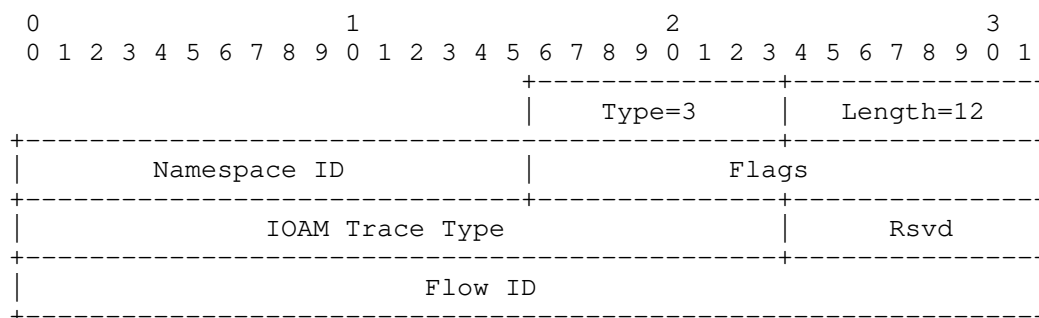 0 1 2 3
0 1 2 3 4 5 6 7 8 9 0 1 2 3 4 5 6 7 8 9 0 1 2 3 4 5 6 7 8 9 0 1
Type=3 Length=12
Namespace ID Flags
IOAM Trace Type Rsvd
Flow ID